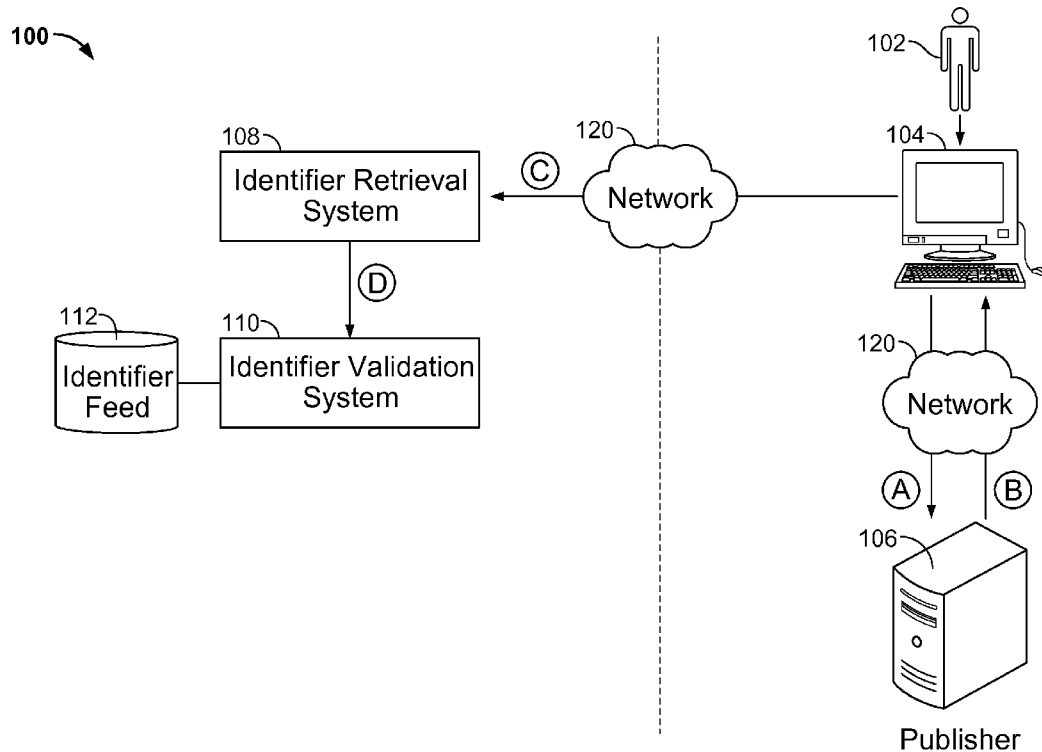 100
102
120
104
108
C
Identifier Retrieval
System
Network
D
112
110
Identifier
Feed
Identifier Validation
System
120
Network
A
B
106
Publisher